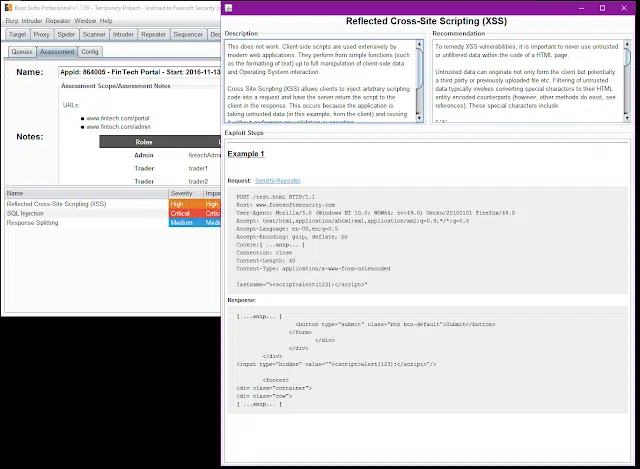 Burp Suite Professional v1.7.09 - Temporary Project - licensed to Fusesoft Security [
Burp Intruder Repeater Window Help
Target Proxy Spider Scanner Intruder Repeater Sequencer Dec
Queues Assessment Config
Name: AppId: 864005 - FinTech Portal - Start: 2016-11-13
Assessment Scope/Assessment Notes
URLs:
www.fintech.com/portal
www.fintech.com/admin
Notes:
Roles
Admin fintechAdm
Trader trader1
Trader trader2
Name Severity Impac
Reflected Cross-Site Scripting (XSS) High High
SQL Injection Critical Critic
Response Splitting Medium Mediu
Reflected Cross-Site Scripting (XSS)
Description
This does not work. Client-side scripts are used extensively by
modern web applications. They perform from simple functions (such
as the formatting of text) up to full manipulation of client-side data
and Operating System interaction.
Cross Site Scripting (XSS) allows clients to inject arbitrary scripting
code into a request and have the server return the script to
the client in the response. This occurs because the application is
taking untrusted data (in this example, from the client) and reusing
it without performing any validation or encoding.
Recommendation
To remedy XSS vulnerabilities, it is important to never use untrusted
or unfiltered data within the code of a HTML page.
Untrusted data can originate not only form the client but potentially
a third party or previously uploaded file etc. Filtering of untrusted
data typically involves converting special characters to their HTML
entity encoded counterparts (however, other methods do exist, see
references). These special characters include:
Exploit Steps
Example 1
Request: Send to Repeater
POST /test.html HTTP/1.1
Host: www.fusesoftsecurity.com
User-Agent: Mozilla/5.0 (Windows NT 10.0; WOW64; rv:49.0) Gecko/20100101 Firefox/49.0
Accept: text/html,application/xhtml+xml,application/xml;q=0.9,*/*;q=0.8
Accept-Language: en-US,en;q=0.5
Accept-Encoding: gzip, deflate, br
Cookie:[ ...snip... ]
Connection: close
Content-Length: 40
Content-Type: application/x-www-form-urlencoded
lastname="><script>alert(123);</script>"
Response:
[ ...snip... ]
<button type="submit" class="btn btn-default">Submit</button>
</form>
</div>
</div>
</div>
<input type="hidden" value=""><script>alert(123);</script>"/>
<footer>
<div class="container">
<div class="row">
[ ...snip... ]